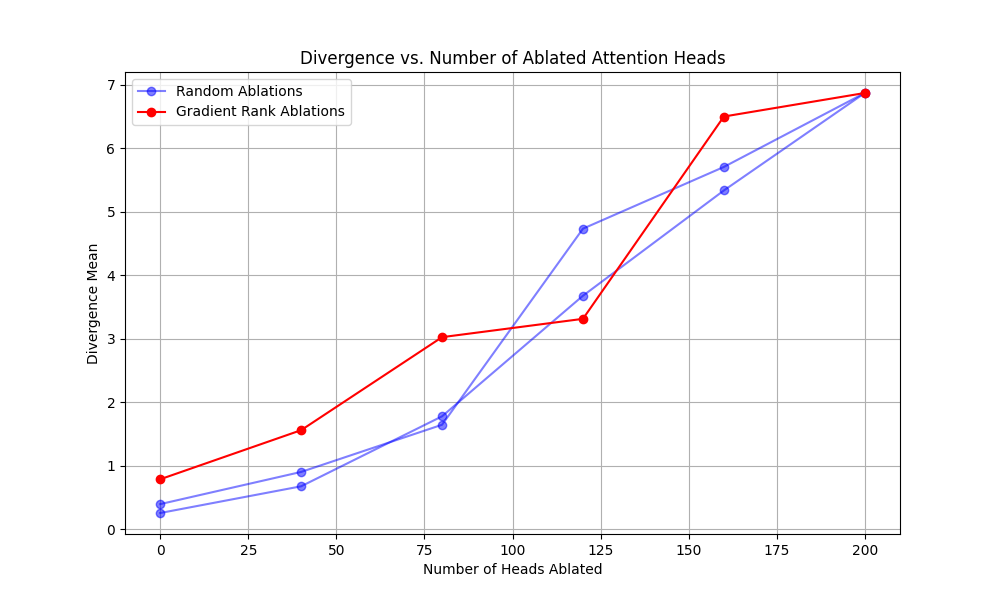 Divergence vs. Number of Ablated Attention Heads
Random Ablations
Gradient Rank Ablations
Divergence Mean
7
6
5
4
3
2
1
0
0 25 50 75 100 125 150 175 200
Number of Heads Ablated